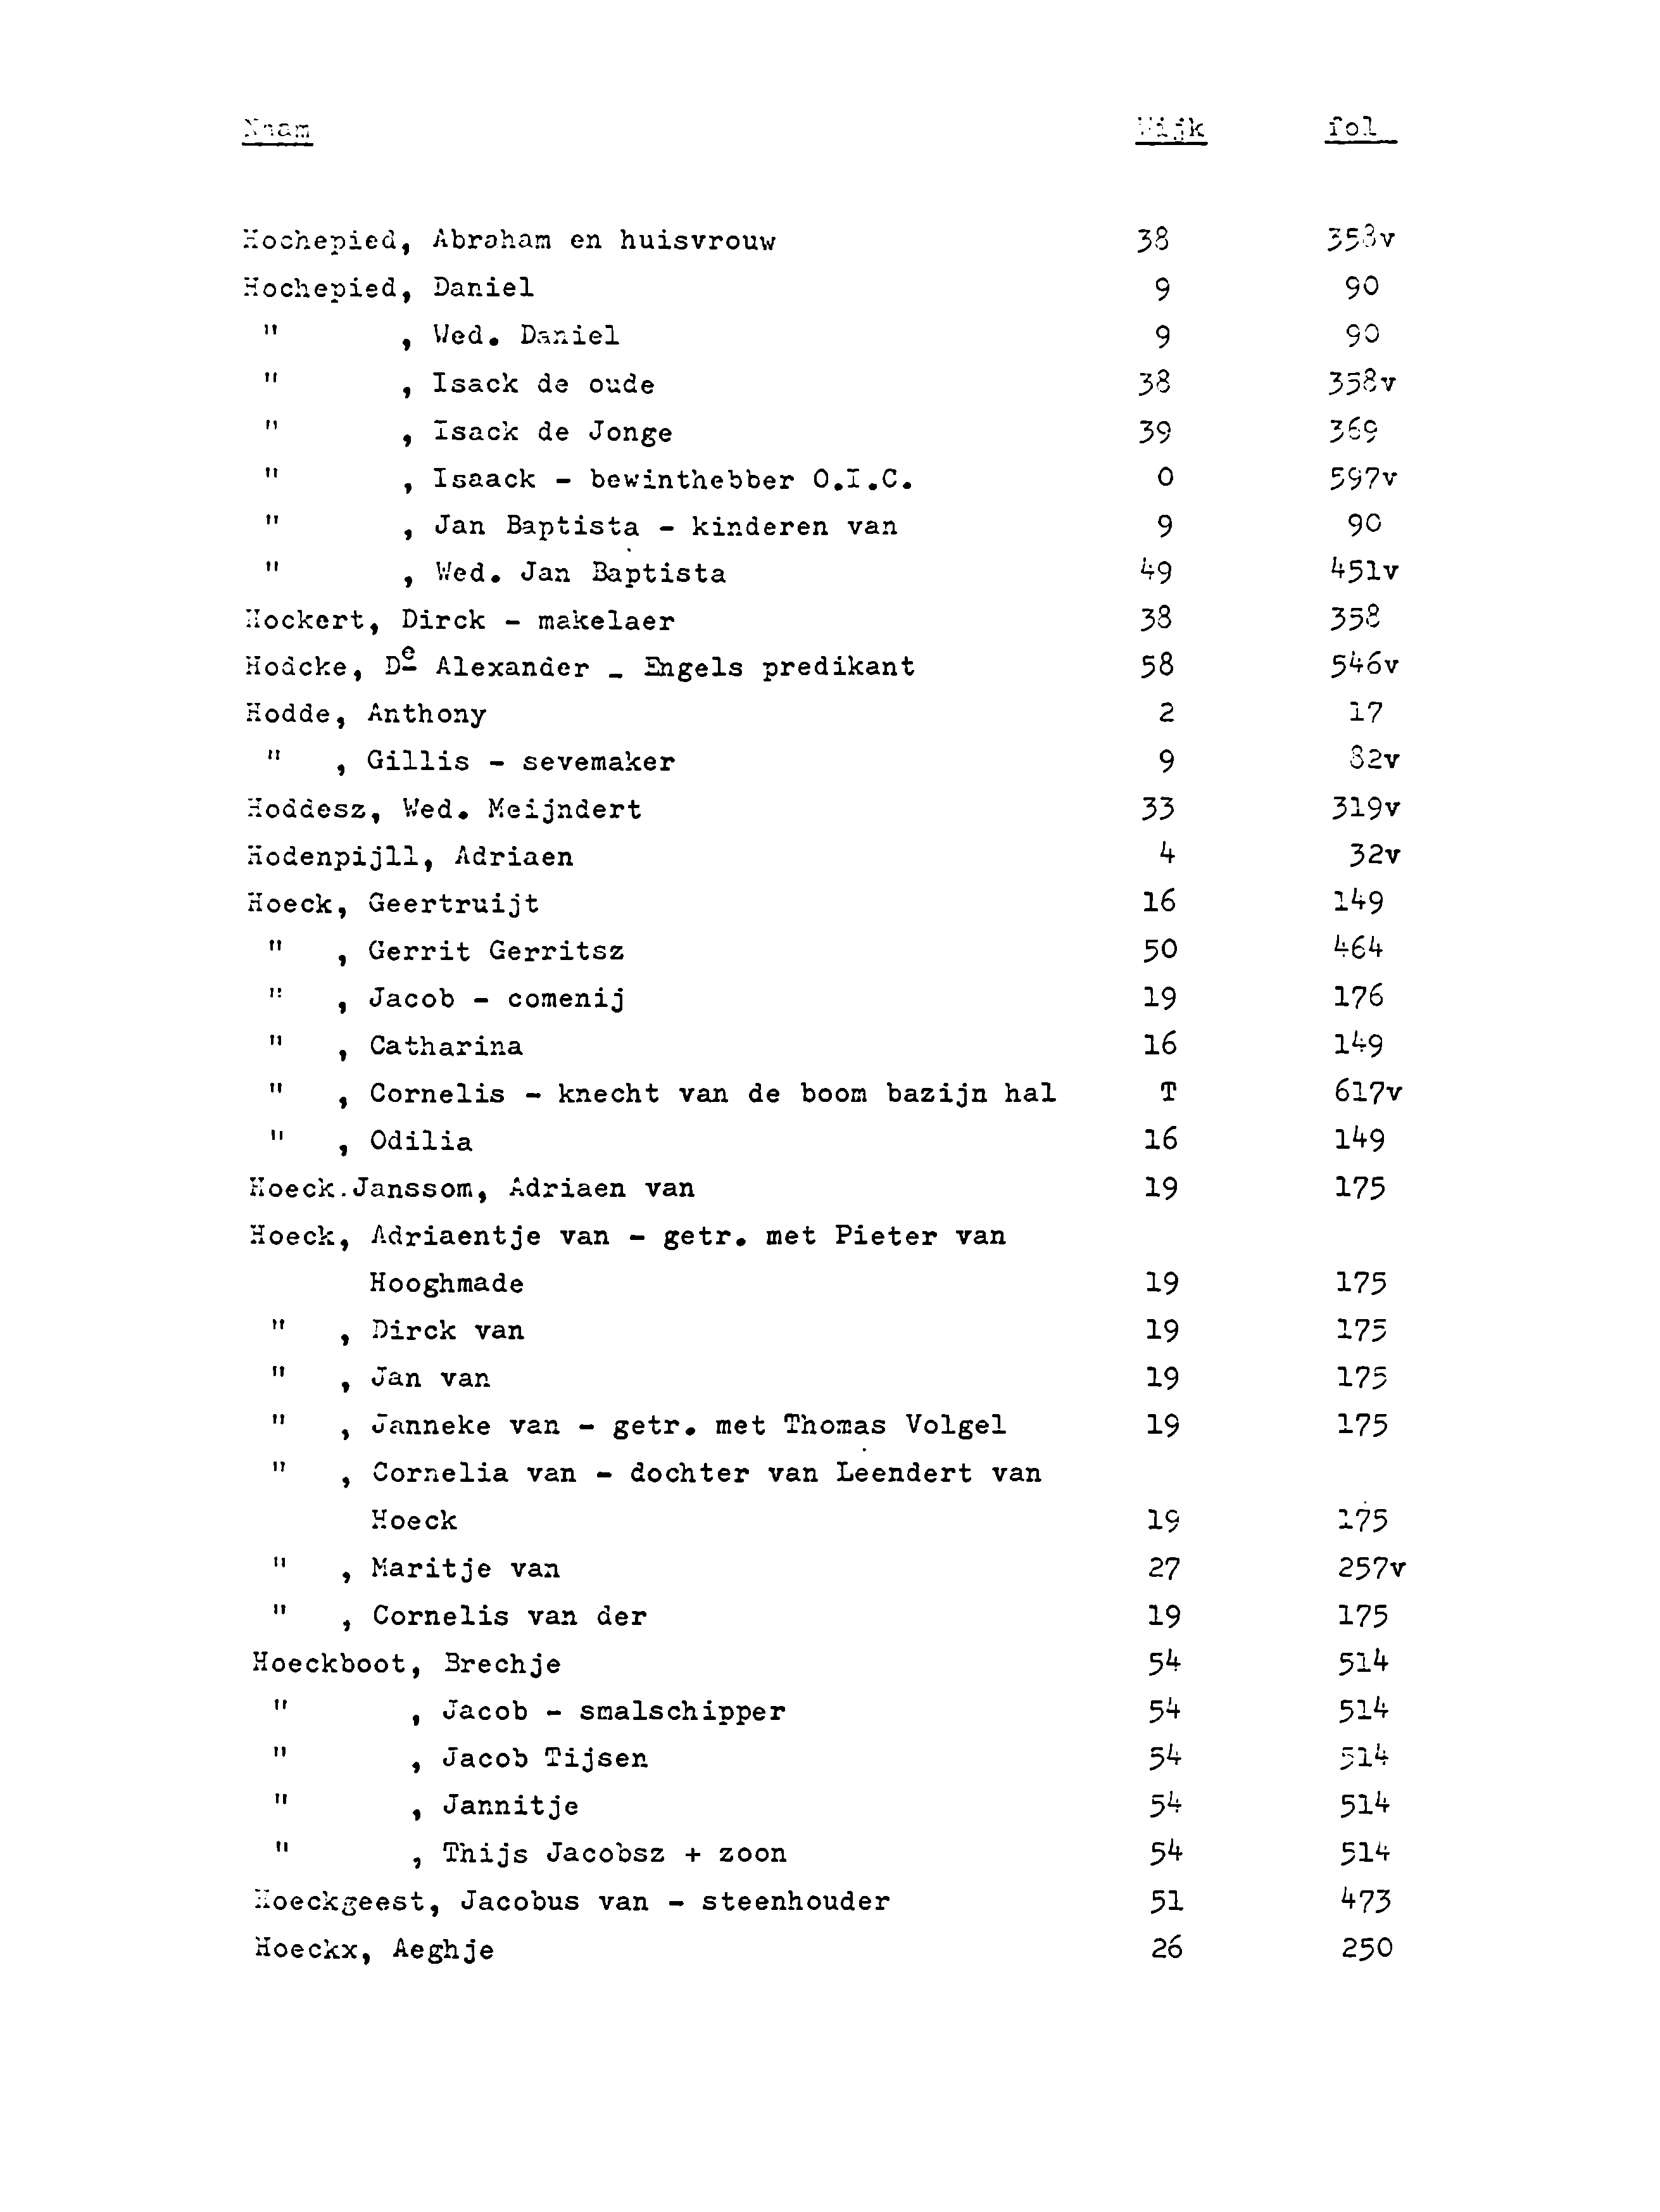 Naam Wijk fol
Hochepied, Abraham en huisvrouw 38 358v
Hochepied, Daniel 9 90
" , Wed. Daniel 9 90
" , Isack de oude 38 358v
" , Isack de Jonge 39 369
" , Isaack - bewinthebber O.I.C. 0 597v
" , Jan Baptista - kinderen van 9 90
" , Wed. Jan Baptista 49 451v
Hockert, Dirck - makelaer 38 358
Hodcke, De Alexander _ Engels predikant 58 546v
Hodde, Anthony 2 17
" , Gillis - sevemaker 9 82v
Hoddesz, Wed. Meijndert 33 319v
Hodenpijll, Adriaen 4 32v
Hoeck, Geertruijt 16 149
" , Gerrit Gerritsz 50 464
" , Jacob - comenij 19 176
" , Catharina 16 149
" , Cornelis - knecht van de boom bazijn hal T 617v
" , Odilia 16 149
Hoeck.Janssom, Adriaen van 19 175
Hoeck, Adriaentje van - getr. met Pieter van
Hooghmade 19 175
" , Dirck van 19 175
" , Jan van 19 175
" , Janneke van - getr. met Thomas Volgel 19 175
" , Cornelia van - dochter van Leendert van
Hoeck 19 175
" , Maritje van 27 257v
" , Cornelis van der 19 175
Hoeckboot, Brechje 54 514
" , Jacob - smalschipper 54 514
" , Jacob Tijsen 54 514
" , Jannitje 54 514
" , Thijs Jacobsz + zoon 54 514
Hoeckgeest, Jacobus van - steenhouder 51 473
Hoeckx, Aeghje 26 250